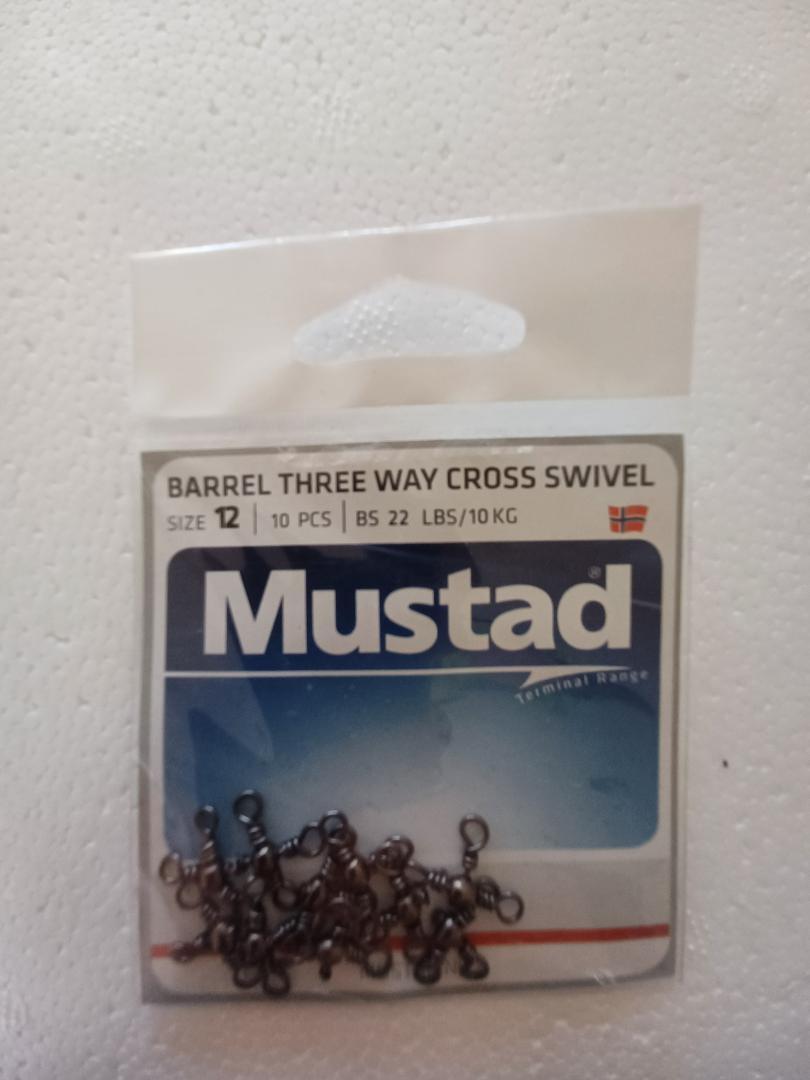 BARREL THREE WAY CROSS SWIVEL
SIZE 12 | 10 PCS | BS 22 LBS/10 KG
Mustad®
Terminal Range